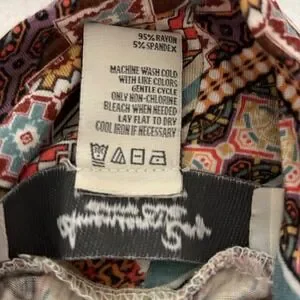 95% RAYON
5% SPANDEX
MACHINE WASH COLD
WITH LIKE COLORS
GENTLE CYCLE
ONLY NON-CHLORINE
BLEACH WHEN NEEDED
LAY FLAT TO DRY
COOL IRON IF NECESSARY